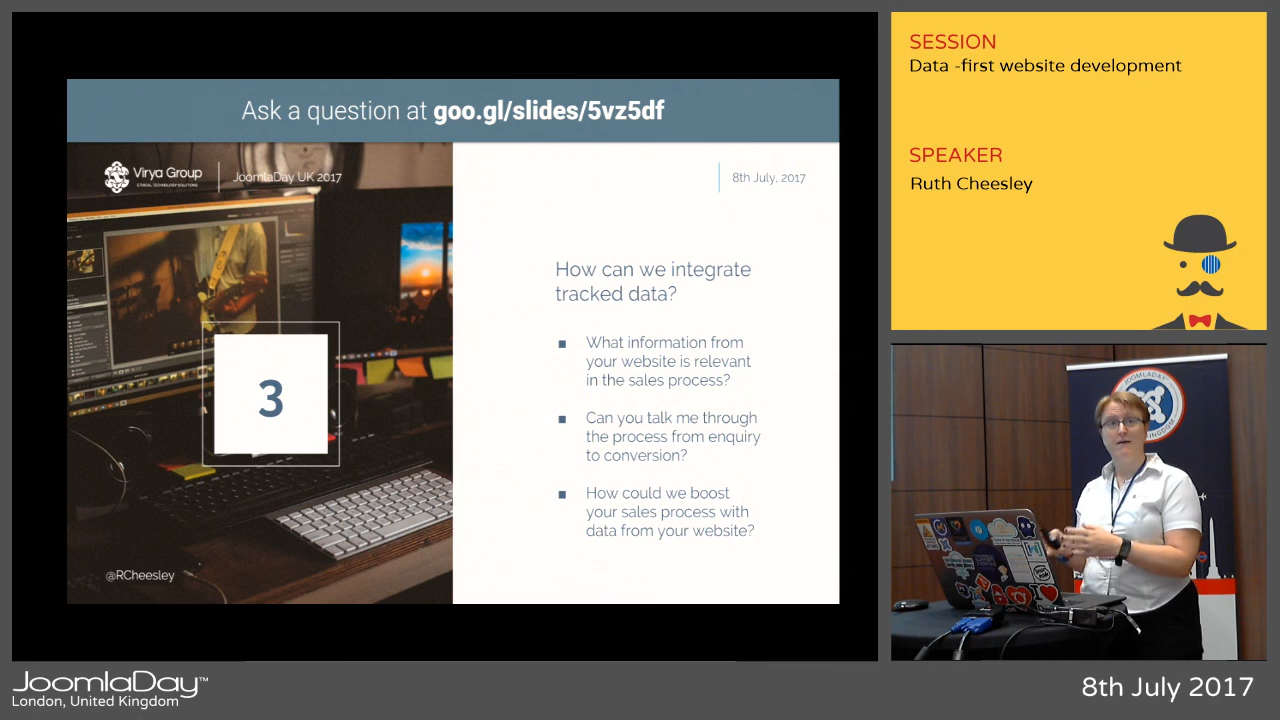 Ask a question at goo.gl/slides/5vz5df
Virya Group
ETHICAL TECHNOLOGY SOLUTIONS
JoomlaDay UK 2017
8th July, 2017
3
How can we integrate
tracked data?
■ What information from
your website is relevant
in the sales process?
■ Can you talk me through
the process from enquiry
to conversion?
■ How could we boost
your sales process with
data from your website?
@RCheesley
SESSION
Data -first website development
SPEAKER
Ruth Cheesley
JOOMLADAY
JoomlaDay™
London, United Kingdom
8th July 2017